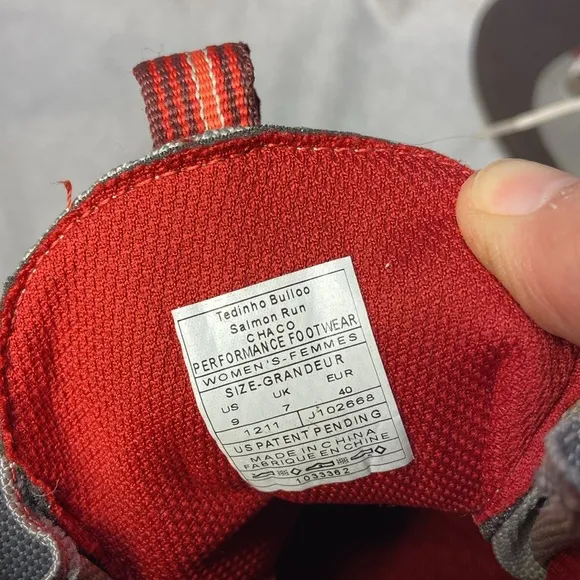 Tedinho Bulloo
Salmon Run
CHACO
PERFORMANCE FOOTWEAR
WOMEN'S-FEMMES
SIZE-GRANDEUR
US UK EUR
9 7 40
1211 J102668
US PATENT PENDING
MADE IN CHINA
FABRIQUE EN CHINE
1033362